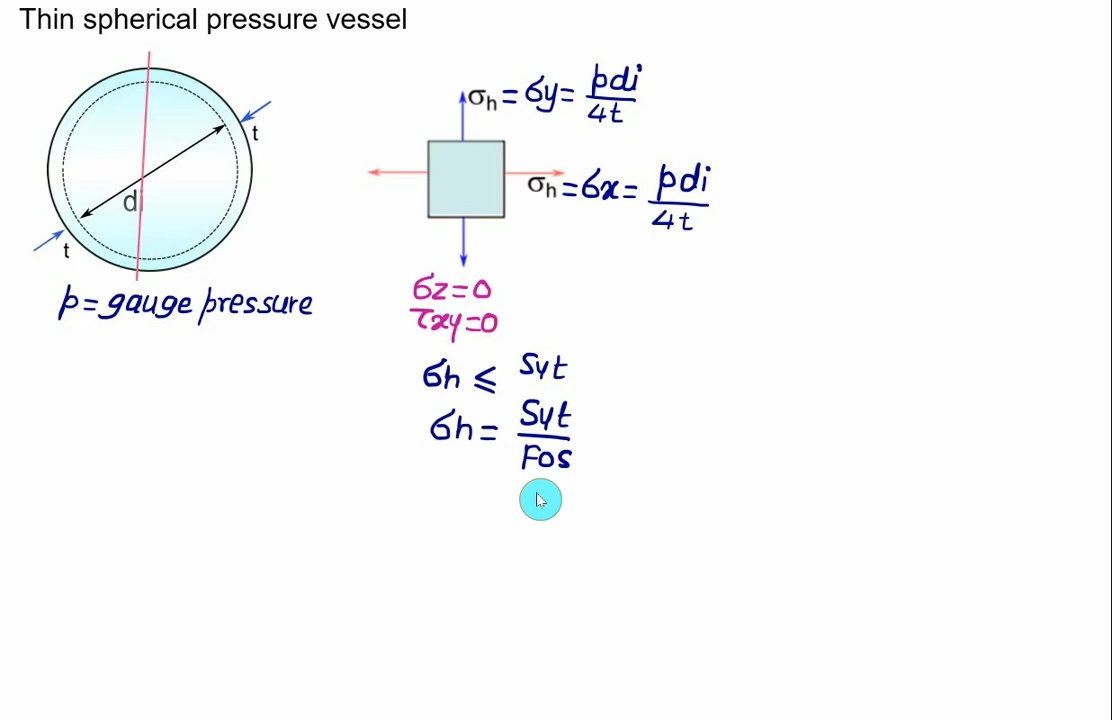 Thin spherical pressure vessel
σh = σy = pdi/4t
t
di
σh = σx = pdi/4t
t
p = gauge pressure
σz = 0
τxy = 0
σh ≤ Syt
σh = Syt/FOS